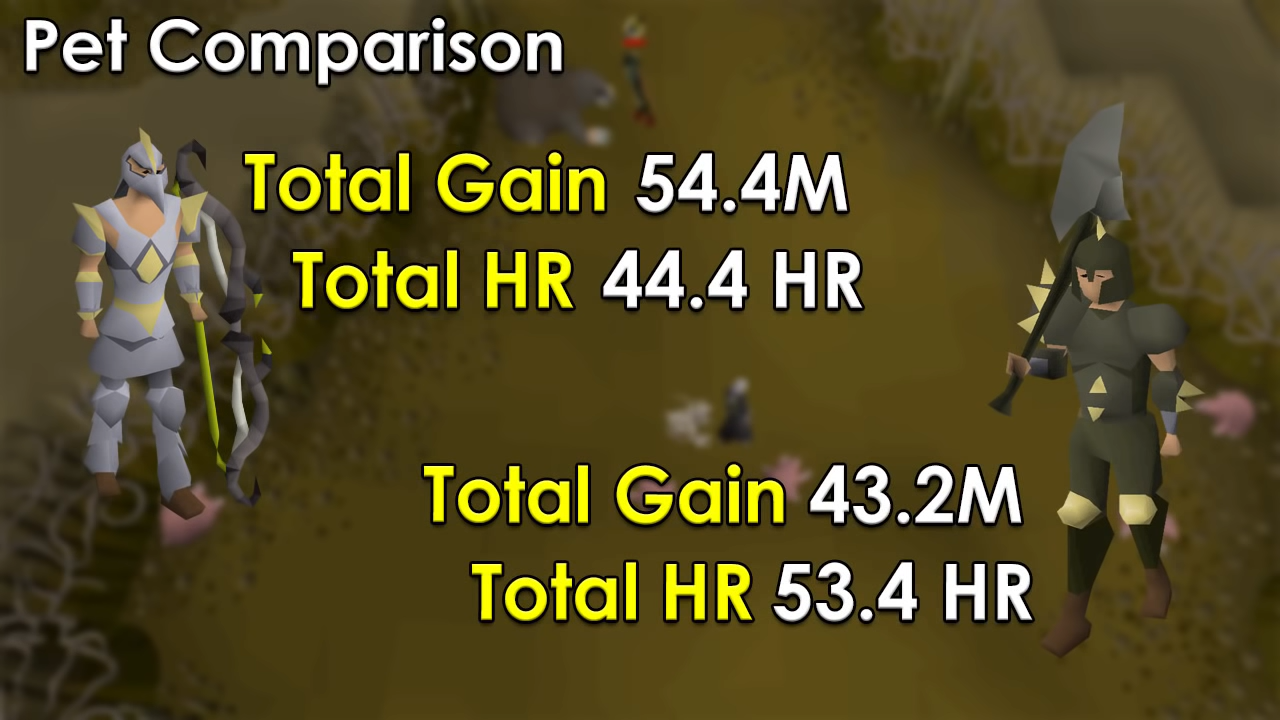 Pet Comparison
Total Gain 54.4M
Total HR 44.4 HR
Total Gain 43.2M
Total HR 53.4 HR